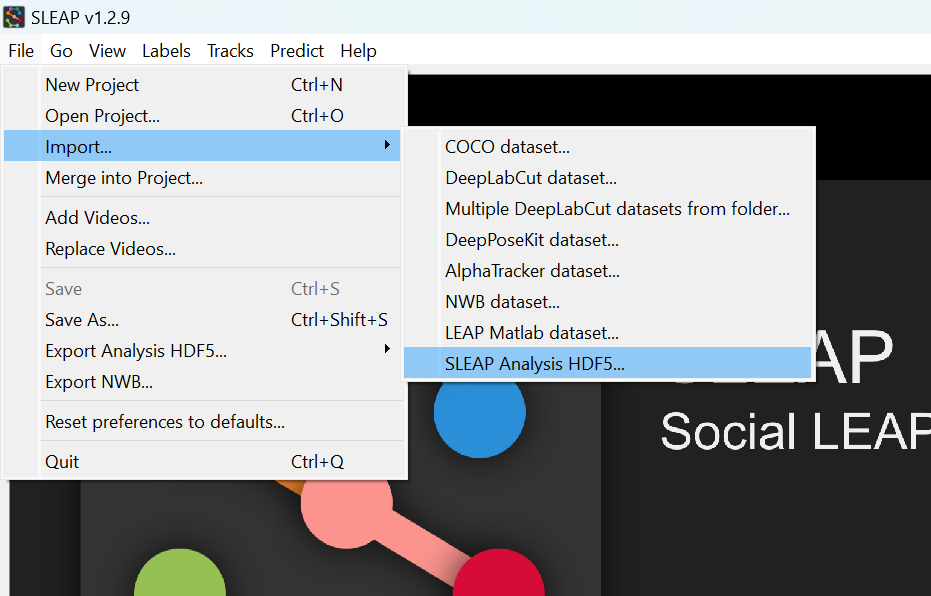 SLEAP v1.2.9
File Go View Labels Tracks Predict Help
New Project Ctrl+N
Open Project... Ctrl+O
Import...
Merge into Project...
Add Videos...
Replace Videos...
Save Ctrl+S
Save As... Ctrl+Shift+S
Export Analysis HDF5...
Export NWB...
Reset preferences to defaults...
Quit Ctrl+Q
COCO dataset...
DeepLabCut dataset...
Multiple DeepLabCut datasets from folder...
DeepPoseKit dataset...
AlphaTracker dataset...
NWB dataset...
LEAP Matlab dataset...
SLEAP Analysis HDF5...
SLEAP
Social LEAP